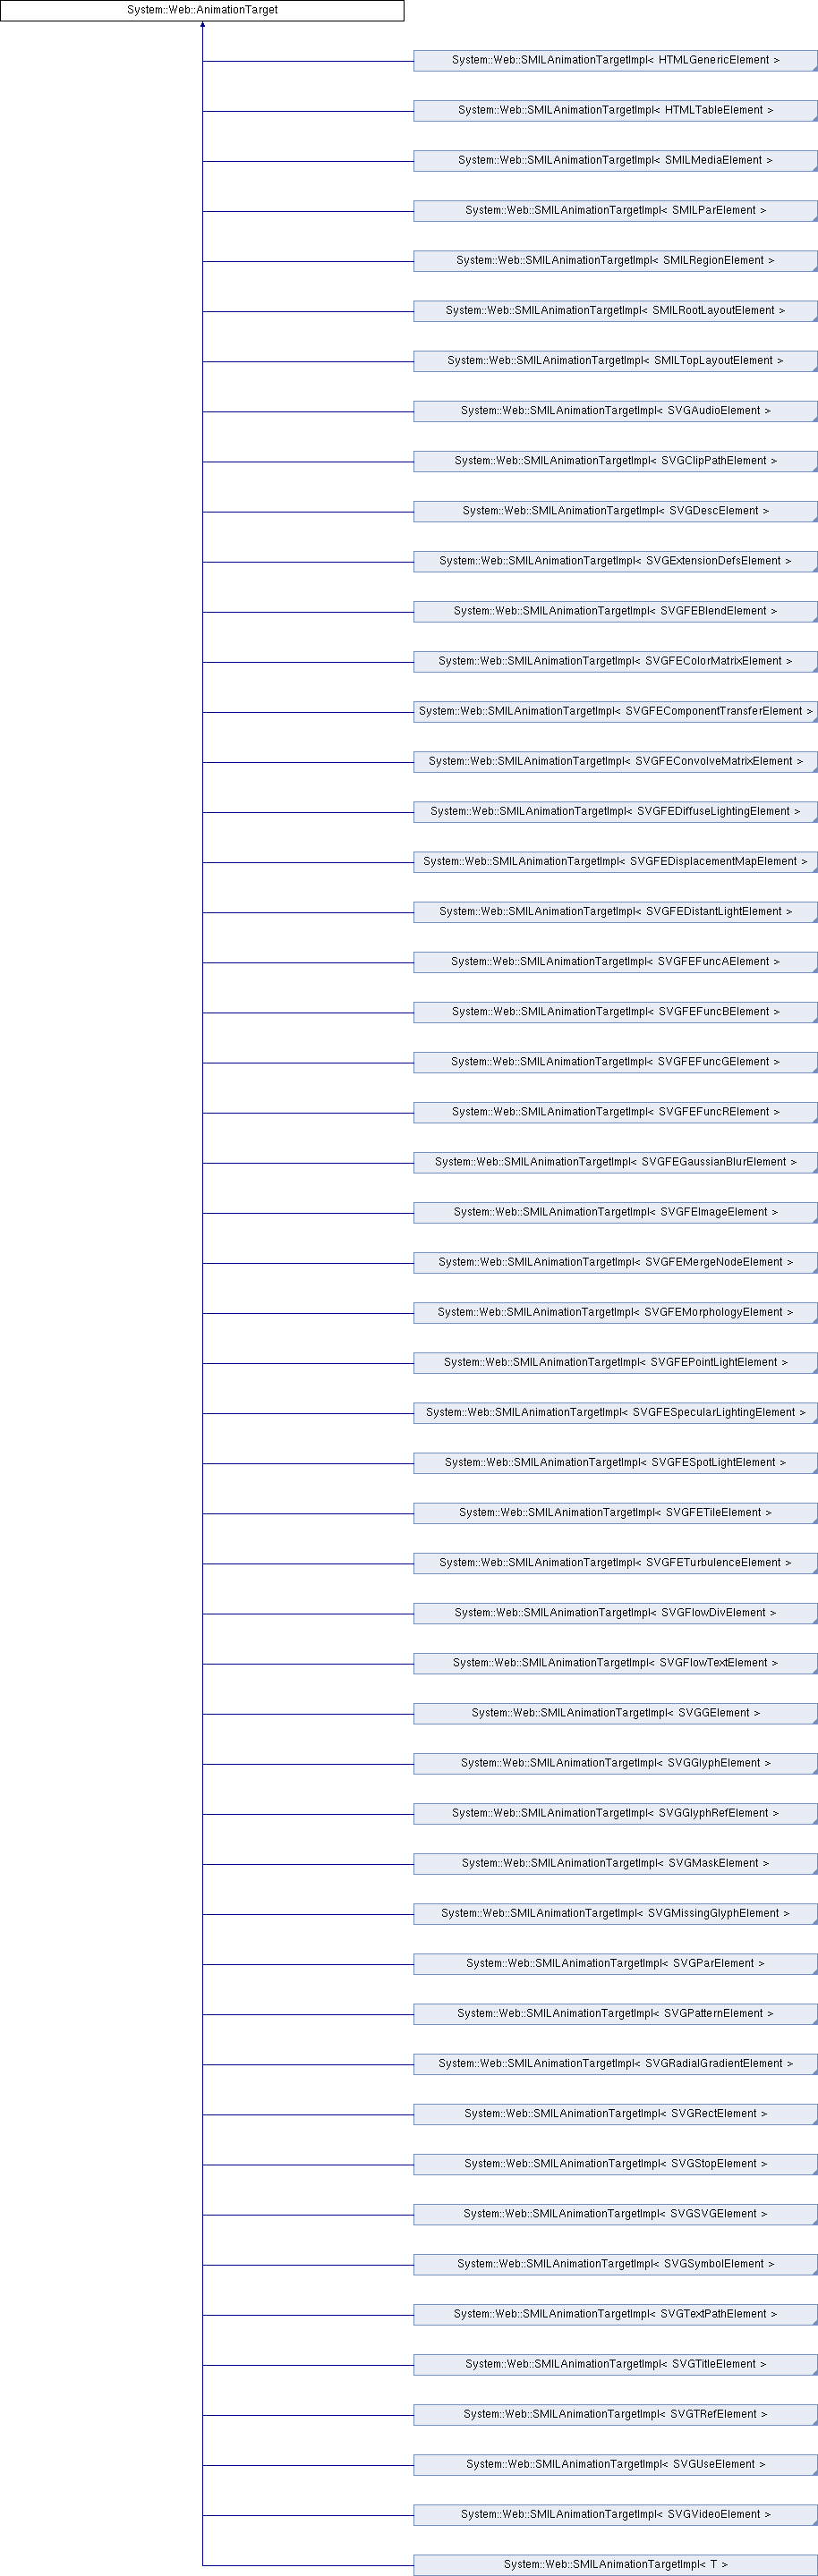 System::Web::AnimationTarget
System::Web::SMILAnimationTargetImpl< HTMLGenericElement >
System::Web::SMILAnimationTargetImpl< HTMLTableElement >
System::Web::SMILAnimationTargetImpl< SMILMediaElement >
System::Web::SMILAnimationTargetImpl< SMILParElement >
System::Web::SMILAnimationTargetImpl< SMILRegionElement >
System::Web::SMILAnimationTargetImpl< SMILRootLayoutElement >
System::Web::SMILAnimationTargetImpl< SMILTopLayoutElement >
System::Web::SMILAnimationTargetImpl< SVGAudioElement >
System::Web::SMILAnimationTargetImpl< SVGClipPathElement >
System::Web::SMILAnimationTargetImpl< SVGDescElement >
System::Web::SMILAnimationTargetImpl< SVGExtensionDefsElement >
System::Web::SMILAnimationTargetImpl< SVGFEBlendElement >
System::Web::SMILAnimationTargetImpl< SVGFEColorMatrixElement >
System::Web::SMILAnimationTargetImpl< SVGFEComponentTransferElement >
System::Web::SMILAnimationTargetImpl< SVGFEConvolveMatrixElement >
System::Web::SMILAnimationTargetImpl< SVGFEDiffuseLightingElement >
System::Web::SMILAnimationTargetImpl< SVGFEDisplacementMapElement >
System::Web::SMILAnimationTargetImpl< SVGFEDistantLightElement >
System::Web::SMILAnimationTargetImpl< SVGFEFuncAElement >
System::Web::SMILAnimationTargetImpl< SVGFEFuncBElement >
System::Web::SMILAnimationTargetImpl< SVGFEFuncGElement >
System::Web::SMILAnimationTargetImpl< SVGFEFuncRElement >
System::Web::SMILAnimationTargetImpl< SVGFEGaussianBlurElement >
System::Web::SMILAnimationTargetImpl< SVGFEImageElement >
System::Web::SMILAnimationTargetImpl< SVGFEMergeNodeElement >
System::Web::SMILAnimationTargetImpl< SVGFEMorphologyElement >
System::Web::SMILAnimationTargetImpl< SVGFEPointLightElement >
System::Web::SMILAnimationTargetImpl< SVGFESpecularLightingElement >
System::Web::SMILAnimationTargetImpl< SVGFESpotLightElement >
System::Web::SMILAnimationTargetImpl< SVGFETileElement >
System::Web::SMILAnimationTargetImpl< SVGFETurbulenceElement >
System::Web::SMILAnimationTargetImpl< SVGFlowDivElement >
System::Web::SMILAnimationTargetImpl< SVGFlowTextElement >
System::Web::SMILAnimationTargetImpl< SVGGElement >
System::Web::SMILAnimationTargetImpl< SVGGlyphElement >
System::Web::SMILAnimationTargetImpl< SVGGlyphRefElement >
System::Web::SMILAnimationTargetImpl< SVGMaskElement >
System::Web::SMILAnimationTargetImpl< SVGMissingGlyphElement >
System::Web::SMILAnimationTargetImpl< SVGParElement >
System::Web::SMILAnimationTargetImpl< SVGPatternElement >
System::Web::SMILAnimationTargetImpl< SVGRadialGradientElement >
System::Web::SMILAnimationTargetImpl< SVGRectElement >
System::Web::SMILAnimationTargetImpl< SVGStopElement >
System::Web::SMILAnimationTargetImpl< SVGSVGElement >
System::Web::SMILAnimationTargetImpl< SVGSymbolElement >
System::Web::SMILAnimationTargetImpl< SVGTextPathElement >
System::Web::SMILAnimationTargetImpl< SVGTitleElement >
System::Web::SMILAnimationTargetImpl< SVGTRefElement >
System::Web::SMILAnimationTargetImpl< SVGUseElement >
System::Web::SMILAnimationTargetImpl< SVGVideoElement >
System::Web::SMILAnimationTargetImpl< T >